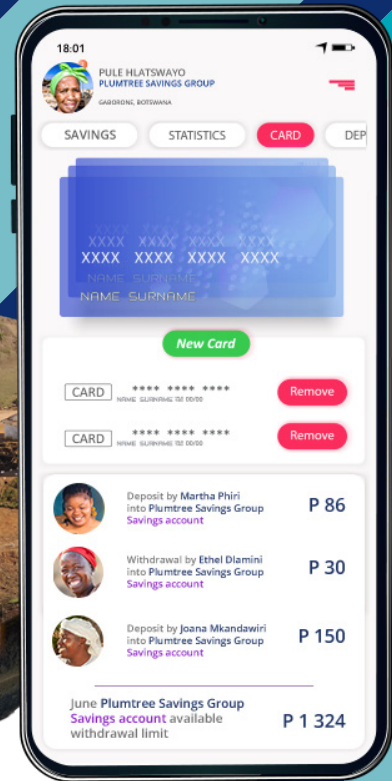 18:01
PULE HLATSWAYO
PLUMTREE SAVINGS GROUP
GABORONE, BOTSWANA
SAVINGS
STATISTICS
CARD
DEP
XXXX XXXX XXXX XXXX
XXXX XXXX XXXX XXXX
NAME SURNAME
NAME SURNAME
New Card
CARD
**** **** ****
NAME SURNAME
Remove
CARD
**** **** ****
NAME SURNAME
Remove
Deposit by Martha Phiri
into Plumtree Savings Group
Savings account
P 86
Withdrawal by Ethel Dlamini
into Plumtree Savings Group
Savings account
P 30
Deposit by Joana Mkandawiri
into Plumtree Savings Group
Savings account
P 150
June Plumtree Savings Group
Savings account available
withdrawal limit
P 1 324